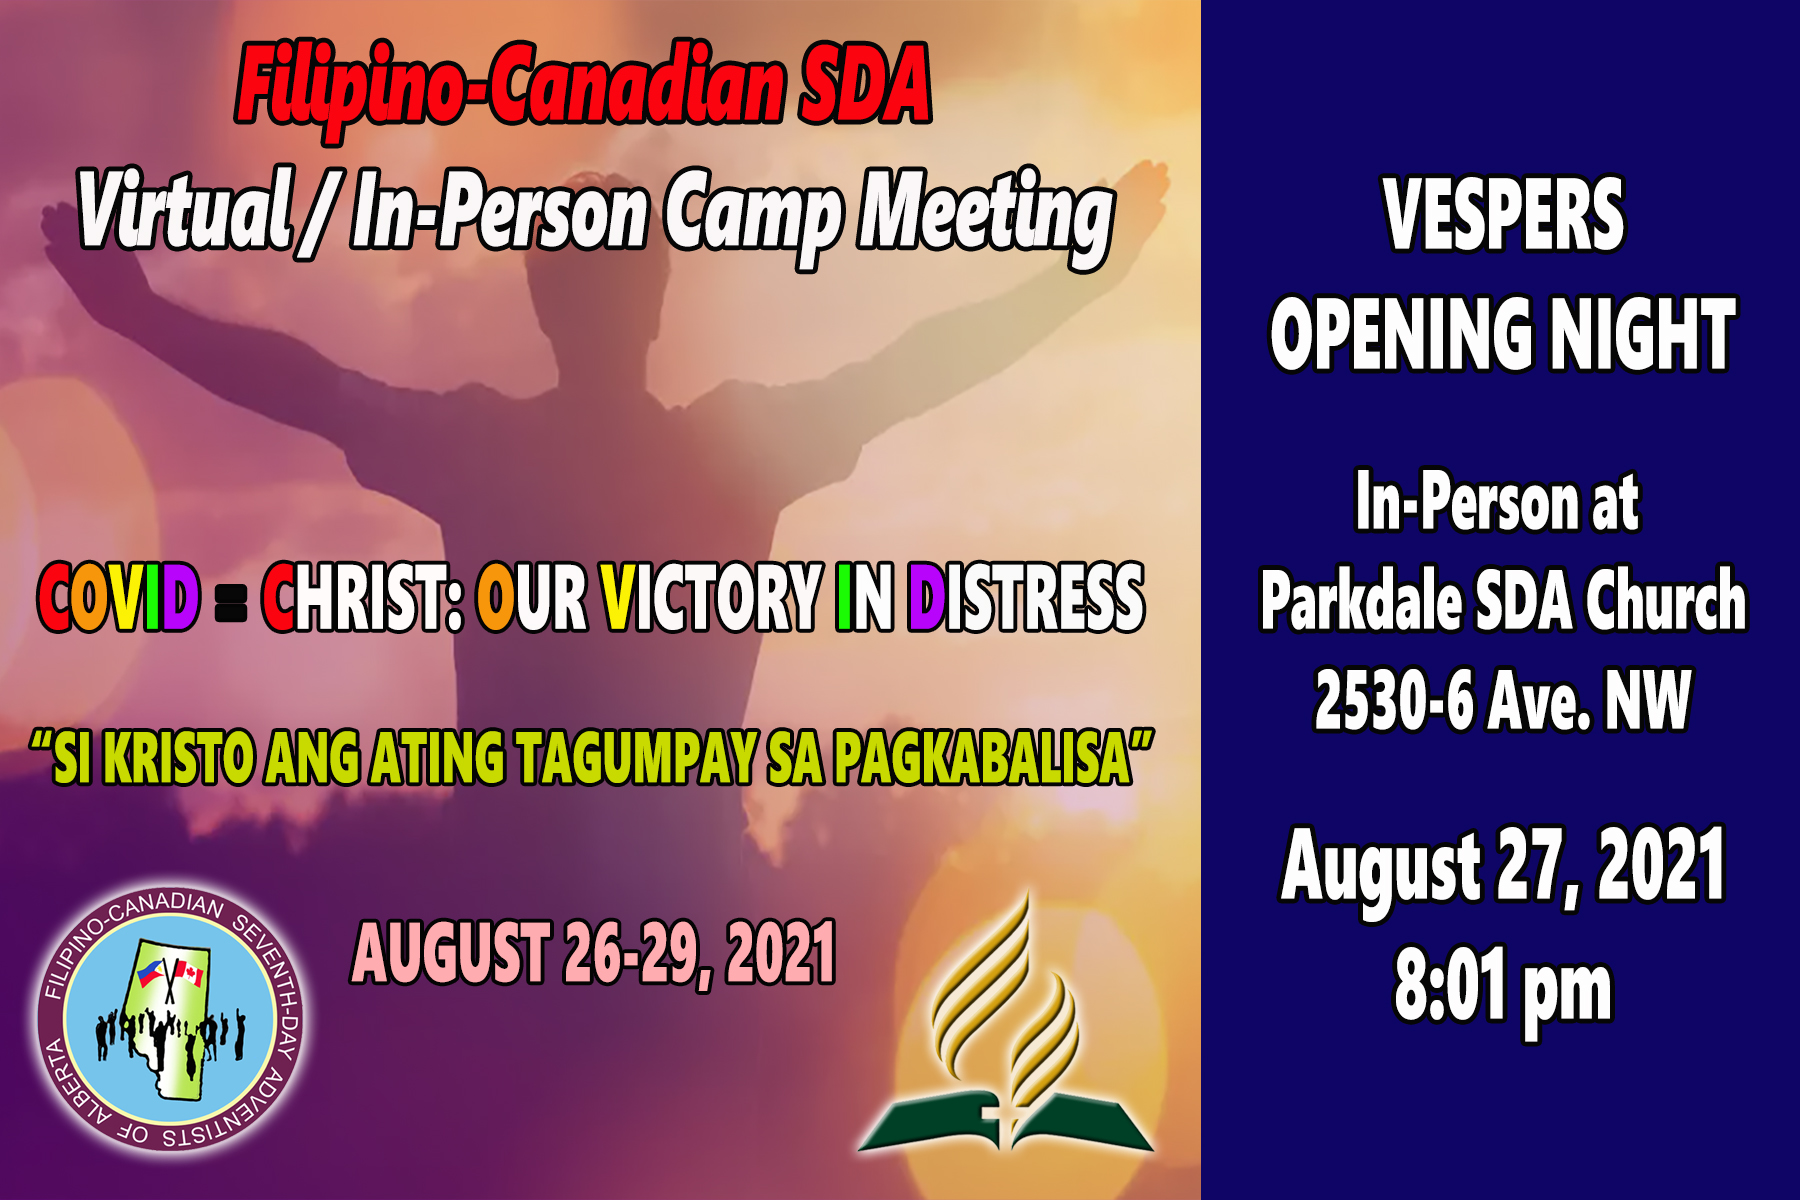 Filipino-Canadian SDA
Virtual / In-Person Camp Meeting
COVID = CHRIST: OUR VICTORY IN DISTRESS
“SI KRISTO ANG ATING TAGUMPAY SA PAGKABALISA”
AUGUST 26-29, 2021
FILIPINO-CANADIAN SEVENTH-DAY ADVENTISTS OF ALBERTA
VESPERS
OPENING NIGHT
In-Person at
Parkdale SDA Church
2530-6 Ave. NW
August 27, 2021
8:01 pm